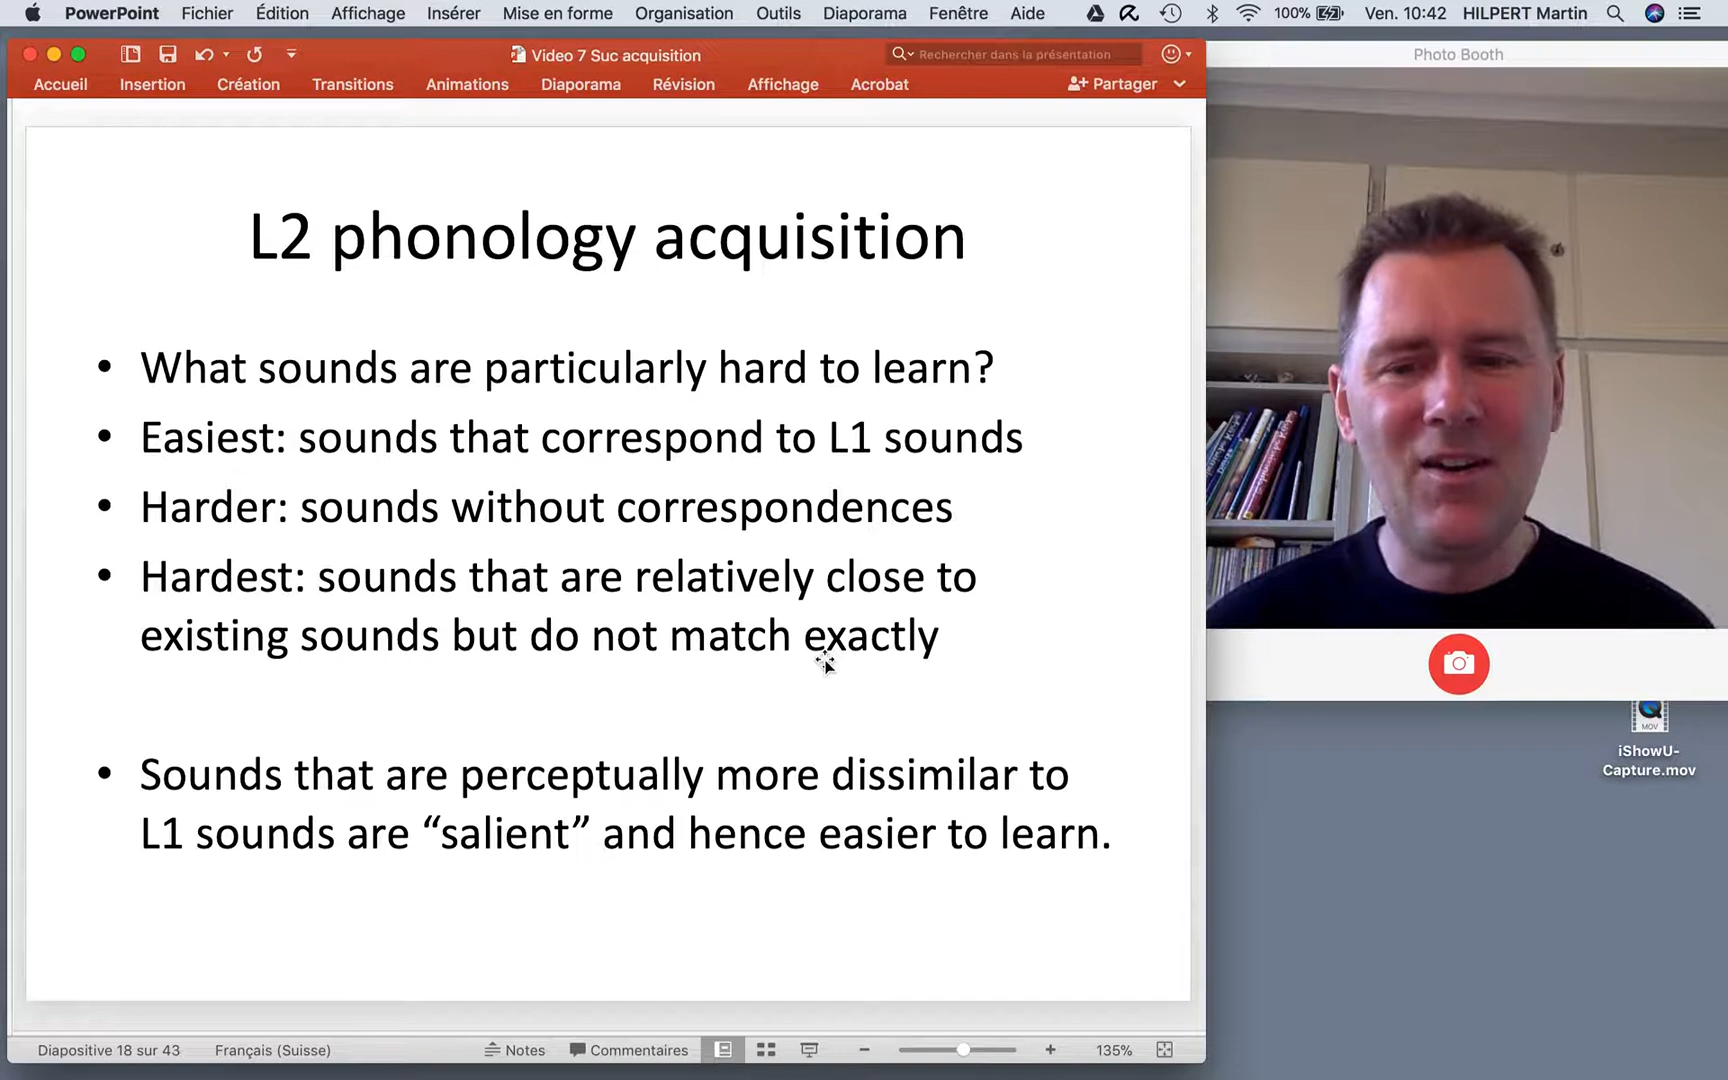 PowerPoint Fichier Édition Affichage Insérer Mise en forme Organisation Outils Diaporama Fenêtre Aide 100% Ven. 10:42 HILPERT Martin
Video 7 Suc acquisition
Rechercher dans la présentation
Photo Booth
Accueil Insertion Création Transitions Animations Diaporama Révision Affichage Acrobat Partager
L2 phonology acquisition
• What sounds are particularly hard to learn?
• Easiest: sounds that correspond to L1 sounds
• Harder: sounds without correspondences
• Hardest: sounds that are relatively close to
existing sounds but do not match exactly
• Sounds that are perceptually more dissimilar to
L1 sounds are “salient” and hence easier to learn.
MOV
iShowU-
Capture.mov
Diapositive 18 sur 43 Français (Suisse) Notes Commentaires 135%